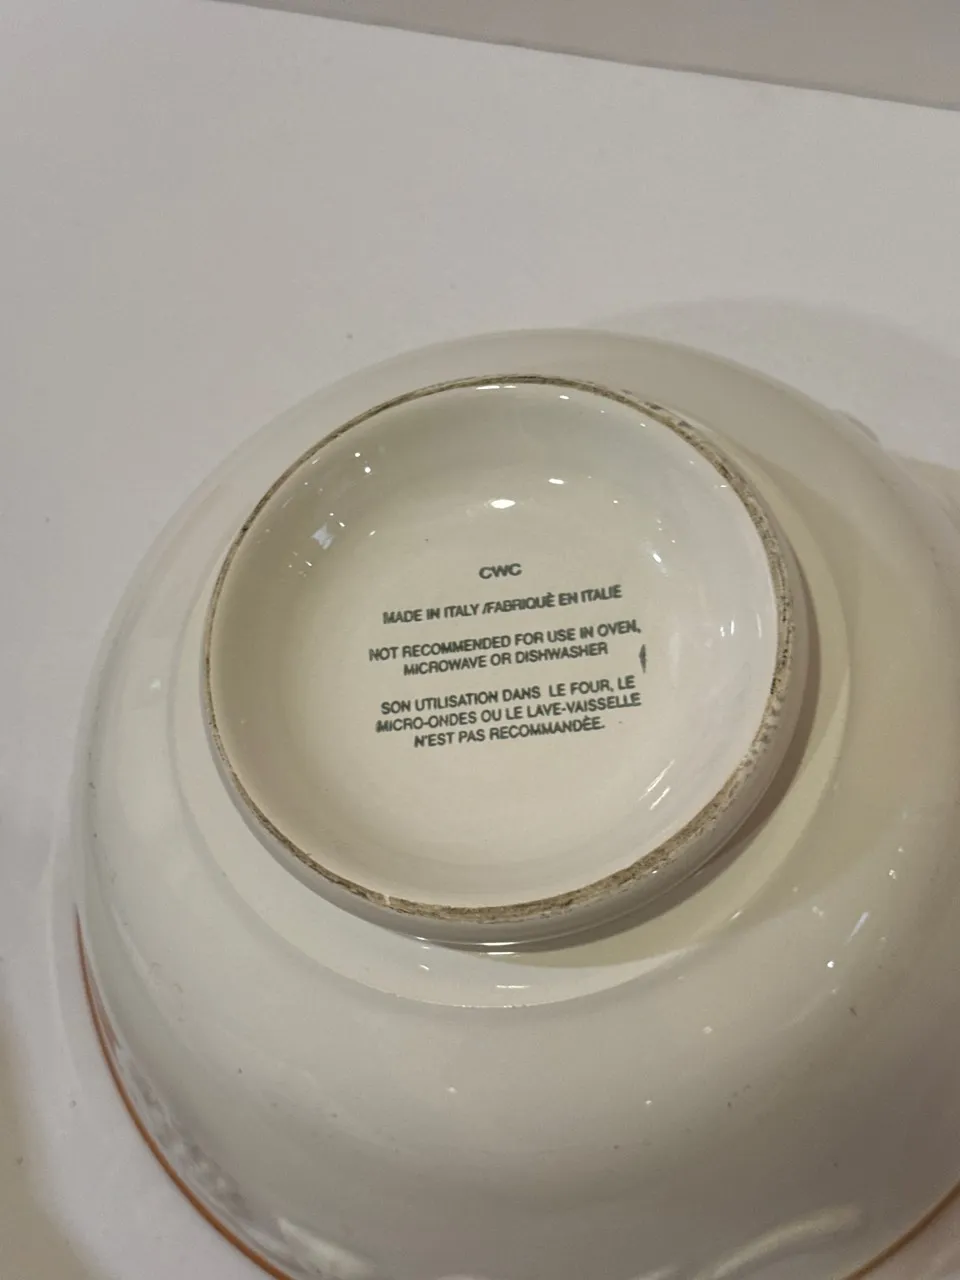 CWC
MADE IN ITALY /FABRIQUÈ EN ITALIE
NOT RECOMMENDED FOR USE IN OVEN,
MICROWAVE OR DISHWASHER
SON UTILISATION DANS LE FOUR, LE
MICRO-ONDES OU LE LAVE-VAISSELLE
N'EST PAS RECOMMANDÈE.